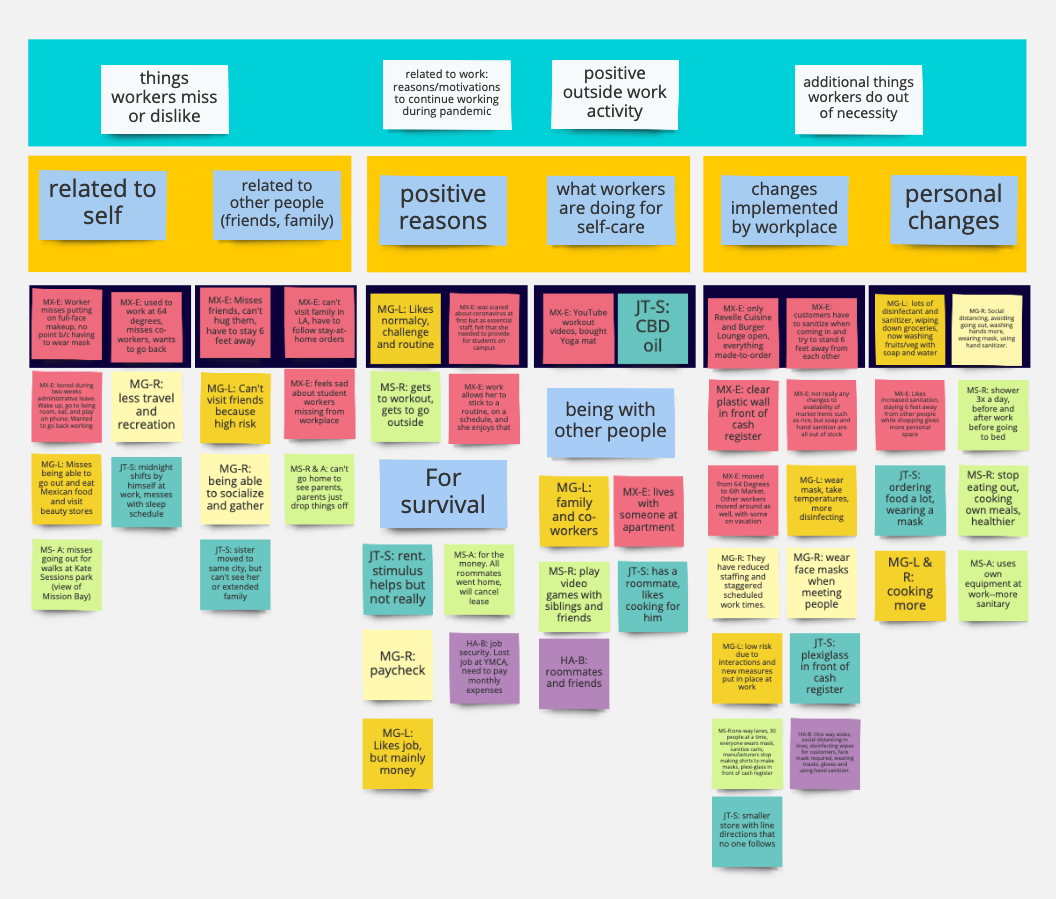 things
workers miss
or dislike
related to work:
reasons/motivations
to continue working
during pandemic
positive
outside work
activity
additional things
workers do out
of necessity
related to
self
related to
other people
(friends, family)
positive
reasons
what workers
are doing for
self-care
changes
implemented
by workplace
personal
changes
MX-E: Worker
misses putting
on full-face
makeup, no
point b/c having
to wear mask
MX-E: used to
work at 64
degrees,
misses co-
workers, wants
to go back
MX-E: Misses
friends, can't
hug them,
have to stay 6
feet away
MX-E: can't
visit family in
LA, have to
follow stay-at-
home orders
MG-L: Likes
normalcy,
challenge
and routine
MX-E: was scared
about coronavirus at
first but as essential
staff, felt that she
needed to provide
for students on
campus
MX-E: YouTube
workout
videos, bought
Yoga mat
JT-S:
CBD
oil
MX-E: only
Revelle Cuisine
and Burger
Lounge open,
everything
made-to-order
MX-E:
customers have
to sanitize when
coming in and
try to stand 6
feet away from
each other
MG-L: lots of
disinfectant and
sanitizer, wiping
down groceries,
now washing
fruits/veg with
soap and water
MG-R: Social
distancing, avoiding
going out, washing
hands more,
wearing mask, using
hand sanitizer.
MX-E: bored during
two-weeks
administrative leave.
Wake up, go to living
room, eat, and play
on phone. Wanted
to go back working
MG-R:
less travel
and
recreation
MG-L: Can't
visit friends
because
high risk
MX-E: feels sad
about student
workers
missing from
workplace
MS-R: gets
to workout,
gets to go
outside
MX-E: work
allows her to
stick to a
routine, on a
schedule, and
she enjoys that
being with
other people
MX-E: clear
plastic wall
in front of
cash
register
MX-E: not really any
changes to
availability of
market items such
as rice, but soap and
hand sanitizer are
all out of stock
MX-E: Likes
increased sanitation,
staying 6 feet away
from other people
while shopping gives
more personal
space
MS-R: shower
3x a day,
before and
after work
before going
to bed
MG-L: Misses
being able to
go out and eat
Mexican food
and visit
beauty stores
JT-S: midnight
shifts by
himself at
work, messes
with sleep
schedule
MG-R:
being able
to socialize
and gather
MS-R & A: can't
go home to
see parents,
parents just
drop things off
For
survival
MG-L:
family
and co-
workers
MX-E: lives
with
someone at
apartment
MX-E: moved
from 64 Degrees
to 6th Market.
Other workers
moved around as
well, with some
on vacation
MG-L: wear
mask, take
temperatures,
more
disinfecting
JT-S:
ordering
food a lot,
wearing a
mask
MS-R: stop
eating out,
cooking
own meals,
healthier
MS- A: misses
going out for
walks at Kate
Sessions park
(view of
Mission Bay)
JT-S: sister
moved to
same city, but
can't see her
or extended
family
JT-S: rent.
stimulus
helps but
not really
MS-A: for the
money. All
roommates
went home,
will cancel
lease
MS-R: play
video
games with
siblings and
friends
JT-S: has a
roommate,
likes
cooking for
him
MG-R: They
have reduced
staffing and
staggered
scheduled
work times.
MG-R: wear
face masks
when
meeting
people
MG-L &
R:
cooking
more
MS-A: uses
own
equipment at
work--more
sanitary
MG-R:
paycheck
HA-B: job
security. Lost
job at YMCA,
need to pay
monthly
expenses
HA-B:
roommates
and friends
MG-L: low risk
due to
interactions and
new measures
put in place at
work
JT-S:
plexiglass
in front of
cash
register
MG-L:
Likes job,
but mainly
money
MS-R:one-way lanes, 30
people at a time,
everyone wears mask,
sanitize carts,
manufacturers stop
making shirts to make
masks, plexi-glass in
front of cash register
HA-B: One way aisles,
social distancing in
lines, disinfecting wipes
for customers, face
mask required, wearing
masks, gloves and
using hand sanitizer.
JT-S: smaller
store with line
directions that
no one follows